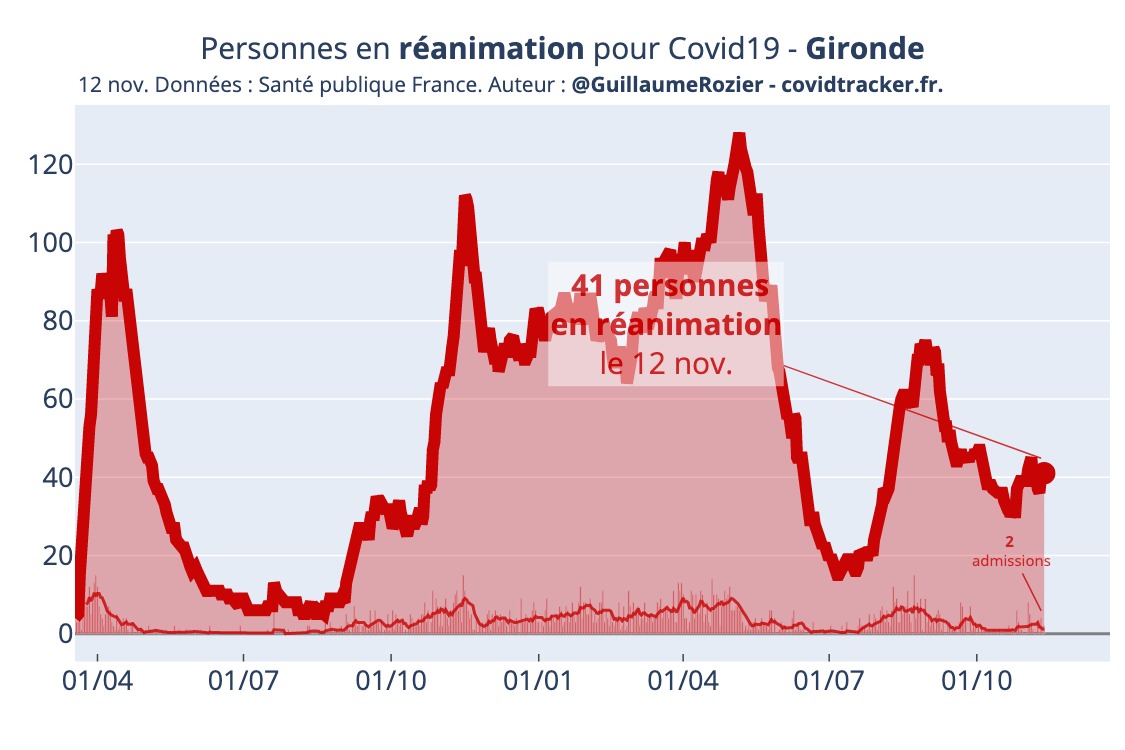 Personnes en réanimation pour Covid19 - Gironde
12 nov. Données : Santé publique France. Auteur : @GuillaumeRozier - covidtracker.fr.
120
100
80
60
40
20
0
41 personnes
en réanimation
le 12 nov.
2
admissions
01/04 01/07 01/10 01/01 01/04 01/07 01/10